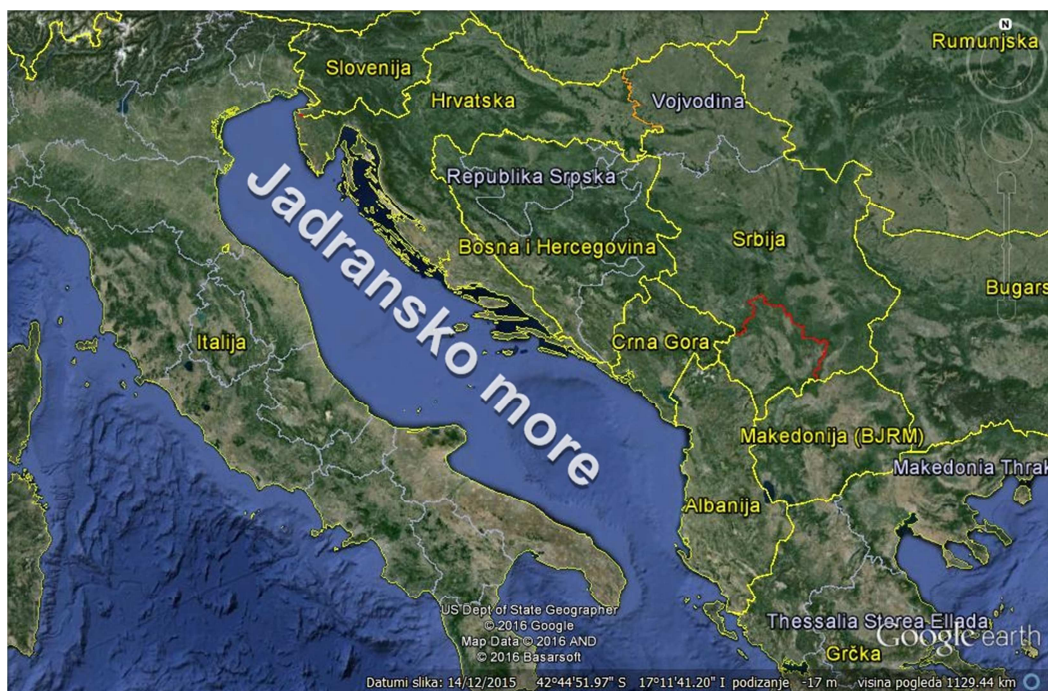 N
Rumunjska
Slovenija
Hrvatska
Vojvodina
Republika Srpska
Jadransko more
Bosna i Hercegovina
Srbija
Bugars
Italija
Crna Gora
Makedonija (BJRM)
Makedonia Thrak
Albanija
US Dept of State Geographer
© 2016 Google
Map Data © 2016 AND
© 2016 Basarsoft
Thessalia Sterea Ellada
Google earth
Grčka
Datumi slika: 14/12/2015 42°44'51.97" S 17°11'41.20" I podizanje -17 m visina pogleda 1129.44 km